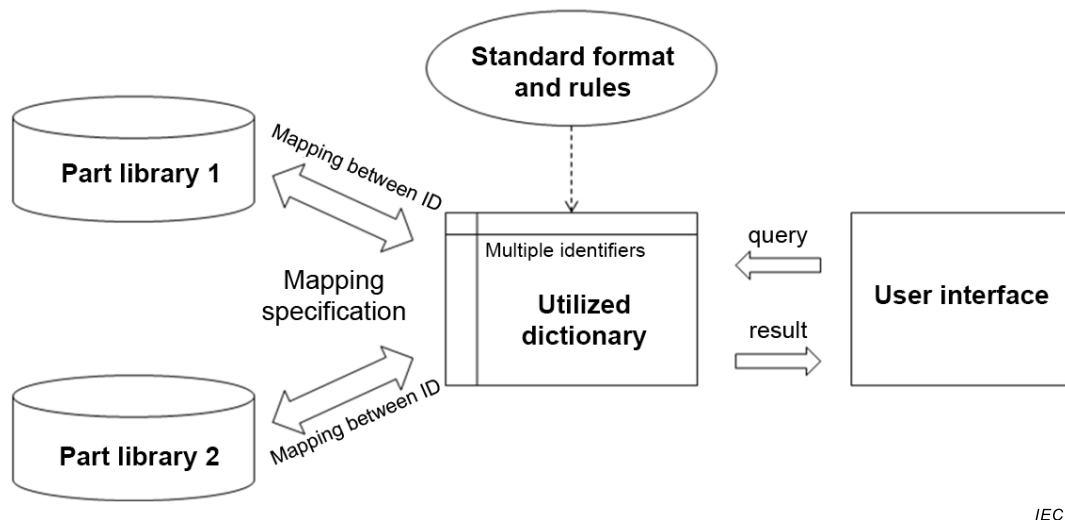 Standard format
and rules
Part library 1
Mapping between ID
Multiple identifiers
Utilized
dictionary
Mapping
specification
query
result
User interface
Part library 2
Mapping between ID
IEC